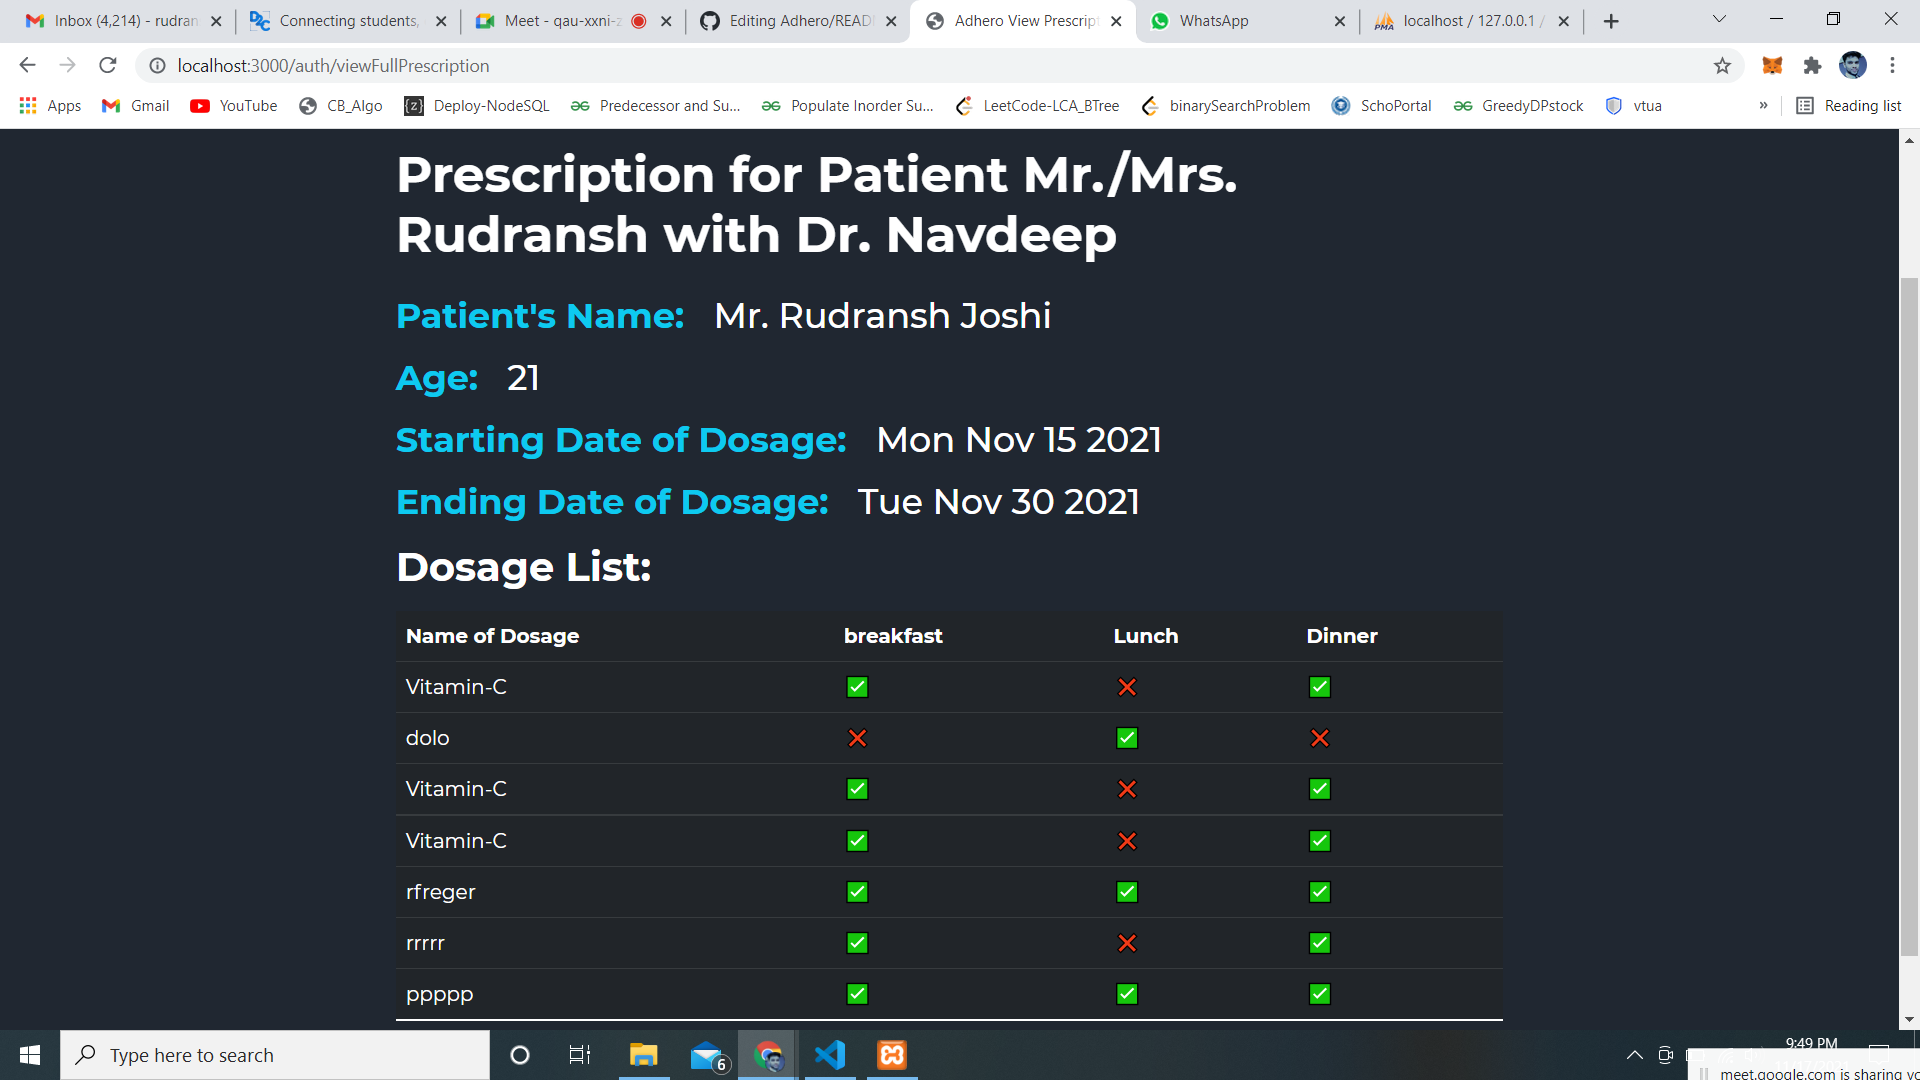 Inbox (4,214) - rudran
Connecting students,
Meet - qau-xxni-z
Editing Adhero/READ
Adhero View Prescript
WhatsApp
PMA
localhost / 127.0.0.1 /
localhost:3000/auth/viewFullPrescription
Apps
Gmail
YouTube
CB_Algo
{z}
Deploy-NodeSQL
Predecessor and Su...
Populate Inorder Su...
LeetCode-LCA_BTree
binarySearchProblem
SchoPortal
GreedyDPstock
vtua
»
Reading list
Prescription for Patient Mr./Mrs.
Rudransh with Dr. Navdeep
Patient's Name: Mr. Rudransh Joshi
Age: 21
Starting Date of Dosage: Mon Nov 15 2021
Ending Date of Dosage: Tue Nov 30 2021
Dosage List:
Name of Dosage breakfast Lunch Dinner
Vitamin-C ✅ ❌ ✅
dolo ❌ ✅ ❌
Vitamin-C ✅ ❌ ✅
Vitamin-C ✅ ❌ ✅
rfreger ✅ ✅ ✅
rrrrr ✅ ❌ ✅
ppppp ✅ ✅ ✅
Type here to search
6
9:49 PM
meet.google.com is sharing yo